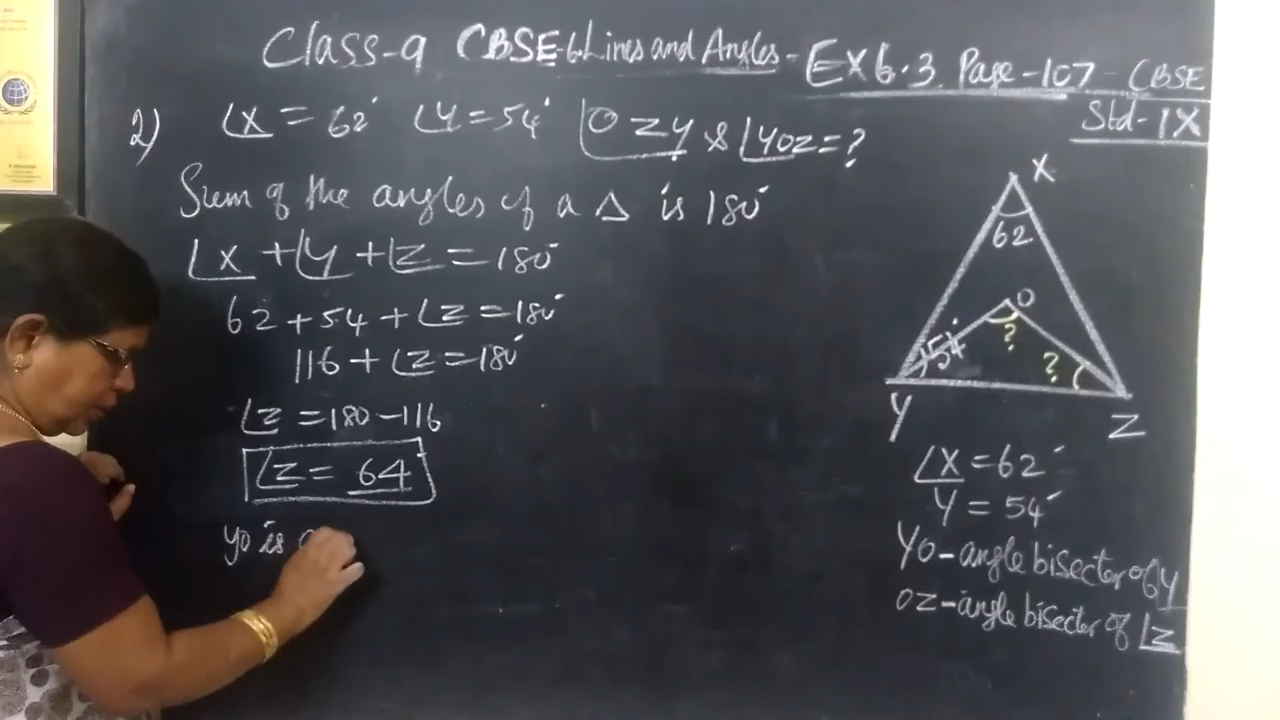 Class-9 CBSE-6.Lines and Angles - EX 6.3. Page-107 - CBSE
Std-IX
2) ∠X = 62° ∠Y = 54° ∠OZY & ∠YOZ = ?
Sum of the angles of a Δ is 180°
∠X + ∠Y + ∠Z = 180°
62 + 54 + ∠Z = 180°
116 + ∠Z = 180°
∠Z = 180 - 116
∠Z = 64
YO is
X
62
O
?
54°
?
Y
Z
∠X = 62°
Y = 54°
YO - angle bisector of ∠Y
OZ - angle bisector of ∠Z